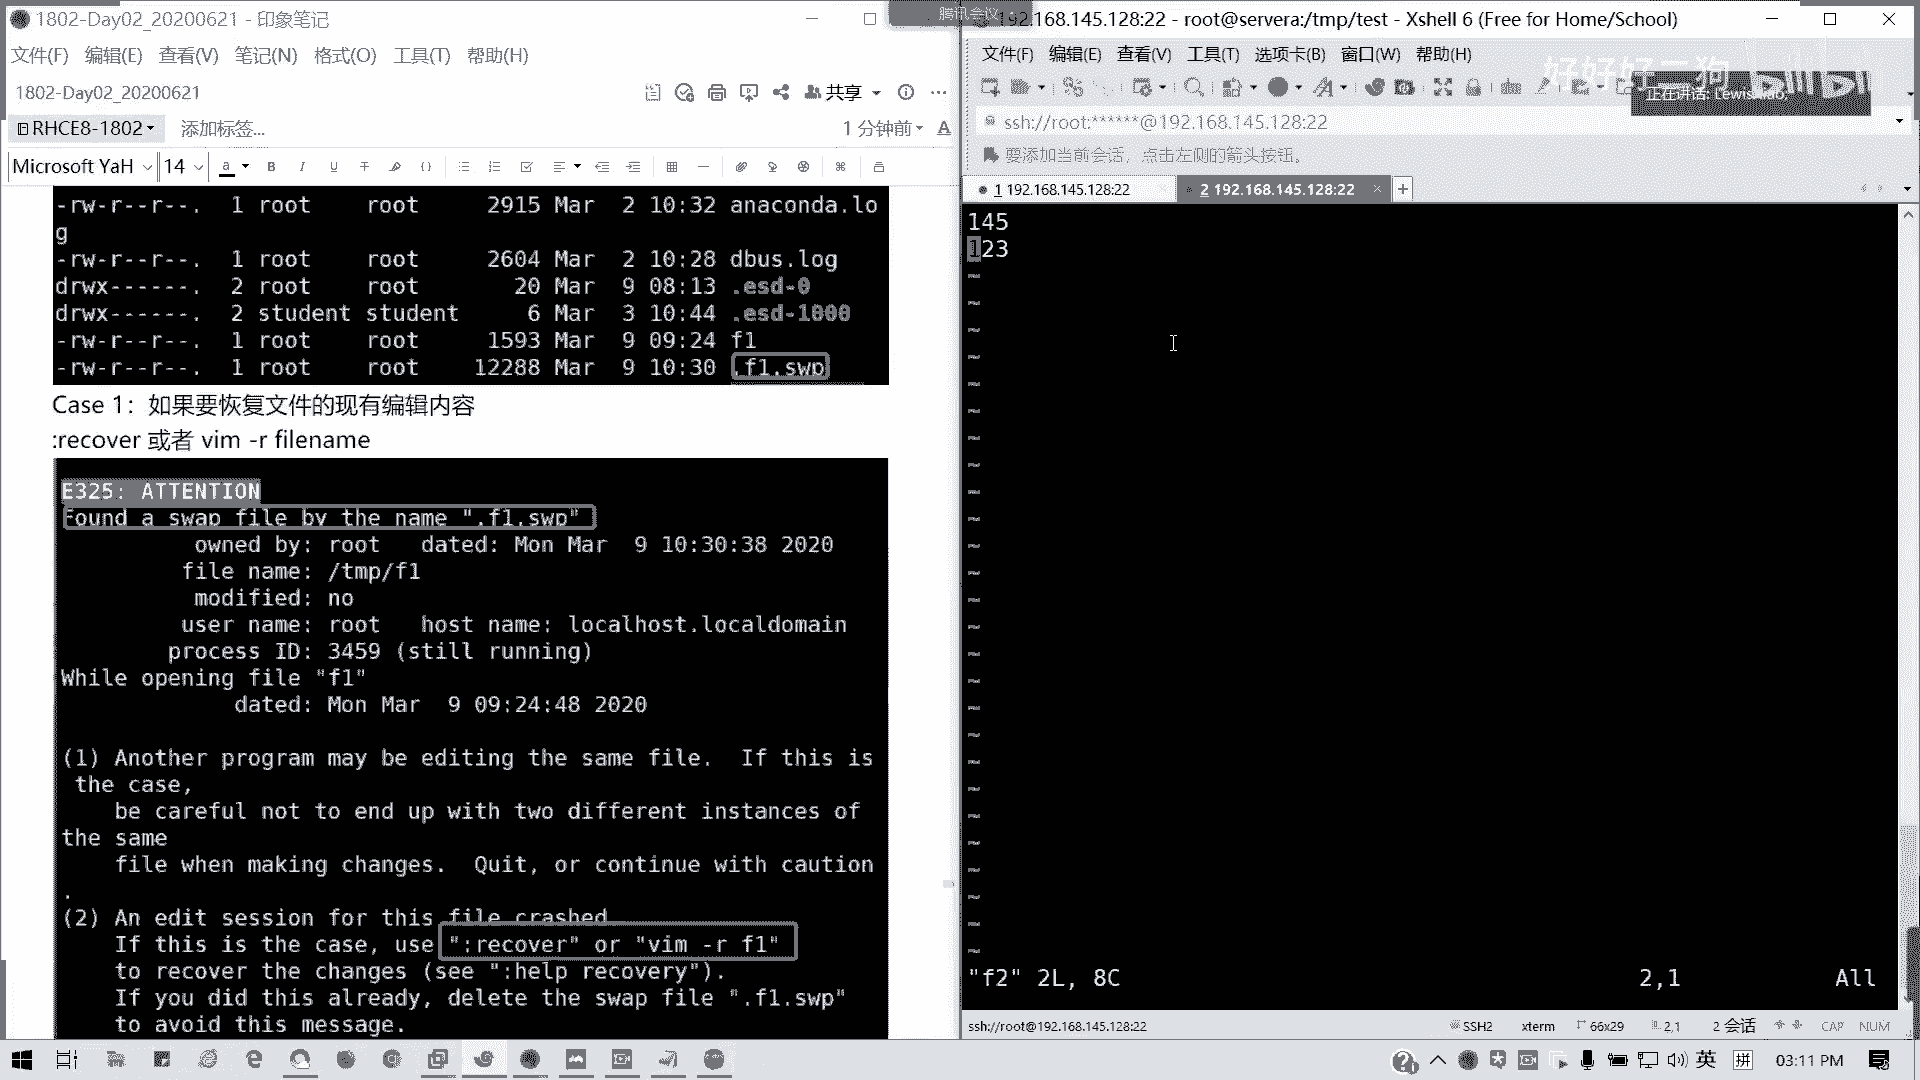 1802-Day02_20200621 - 印象笔记
文件(F) 编辑(E) 查看(V) 笔记(N) 格式(O) 工具(T) 帮助(H)
1802-Day02_20200621
共享
RHCE8-1802 添加标签...
1 分钟前
Microsoft YaH 14
-rw-r--r--. 1 root root 2915 Mar 2 10:32 anaconda.lo
g
-rw-r--r--. 1 root root 2604 Mar 2 10:28 dbus.log
drwx------. 2 root root 20 Mar 9 08:13 .esd-0
drwx------. 2 student student 6 Mar 3 10:44 .esd-1000
-rw-r--r--. 1 root root 1593 Mar 9 09:24 f1
-rw-r--r--. 1 root root 12288 Mar 9 10:30 .f1.swp
Case 1：如果要恢复文件的现有编辑内容
:recover 或者 vim -r filename
E325: ATTENTION
Found a swap file by the name ".f1.swp"
owned by: root dated: Mon Mar 9 10:30:38 2020
file name: /tmp/f1
modified: no
user name: root host name: localhost.localdomain
process ID: 3459 (still running)
While opening file "f1"
dated: Mon Mar 9 09:24:48 2020
(1) Another program may be editing the same file. If this is
the case,
be careful not to end up with two different instances of
the same
file when making changes. Quit, or continue with caution
.
(2) An edit session for this file crashed
If this is the case, use ":recover" or "vim -r f1"
to recover the changes (see ":help recovery").
If you did this already, delete the swap file ".f1.swp"
to avoid this message.
腾讯会议
192.168.145.128:22 - root@servera:/tmp/test - Xshell 6 (Free for Home/School)
文件(F) 编辑(E) 查看(V) 工具(T) 选项卡(B) 窗口(W) 帮助(H)
好好好二狗 bilibili
正在讲话:
ssh://root:******@192.168.145.128:22
要添加当前会话，点击左侧的箭头按钮。
1 192.168.145.128:22 2 192.168.145.128:22
145
123
"f2" 2L, 8C 2,1 All
ssh://root@192.168.145.128:22 SSH2 xterm 66x29 2,1 2 会话 CAP NUM
英 拼 03:11 PM